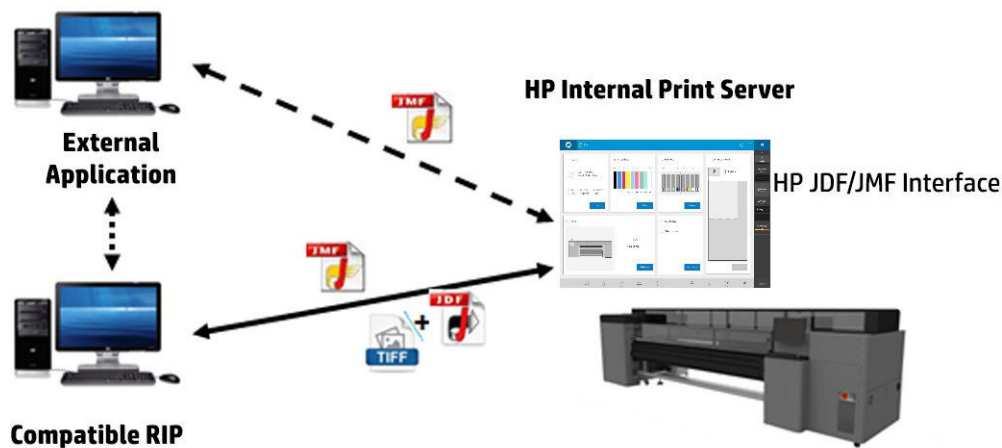 JMF
HP Internal Print Server
External
Application
HP JDF/JMF Interface
JMF
JDF
+
TIFF
Compatible RIP